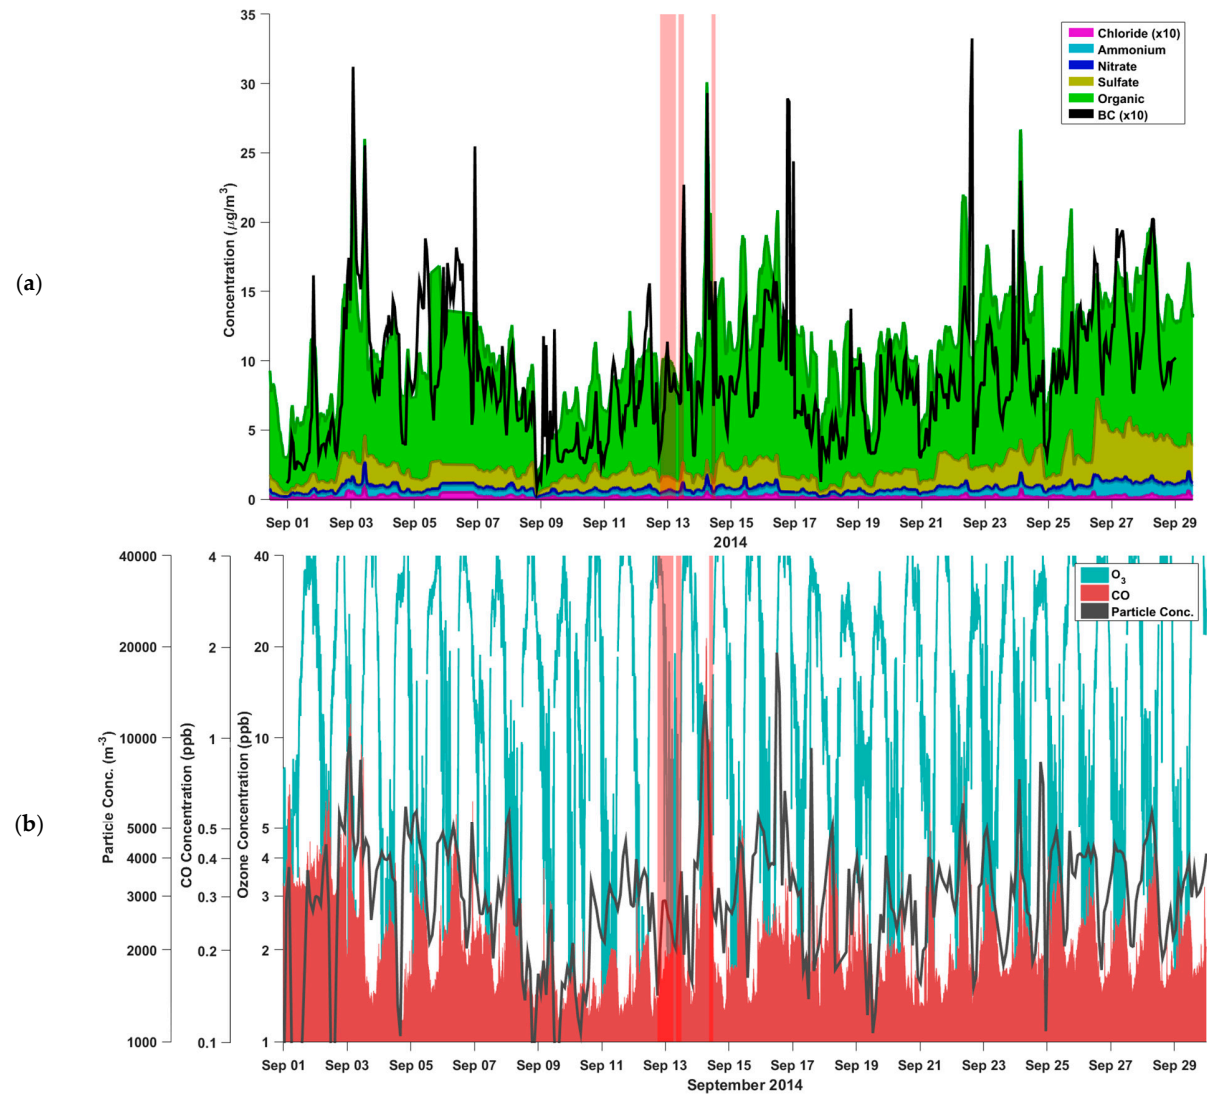 (a)
35
30
25
20
15
10
5
0
Concentration (μg/m³)
Chloride (x10)
Ammonium
Nitrate
Sulfate
Organic
BC (x10)
Sep 01 Sep 03 Sep 05 Sep 07 Sep 09 Sep 11 Sep 13 Sep 15 Sep 17 Sep 19 Sep 21 Sep 23 Sep 25 Sep 27 Sep 29
2014
(b)
40000 4 40
20000 2 20
10000 1 10
5000 0.5 5
4000 0.4 4
3000 0.3 3
2000 0.2 2
1000 0.1 1
Particle Conc. (m⁻³)
CO Concentration (ppb)
Ozone Concentration (ppb)
O₃
CO
Particle Conc.
Sep 01 Sep 03 Sep 05 Sep 07 Sep 09 Sep 11 Sep 13 Sep 15 Sep 17 Sep 19 Sep 21 Sep 23 Sep 25 Sep 27 Sep 29
September 2014